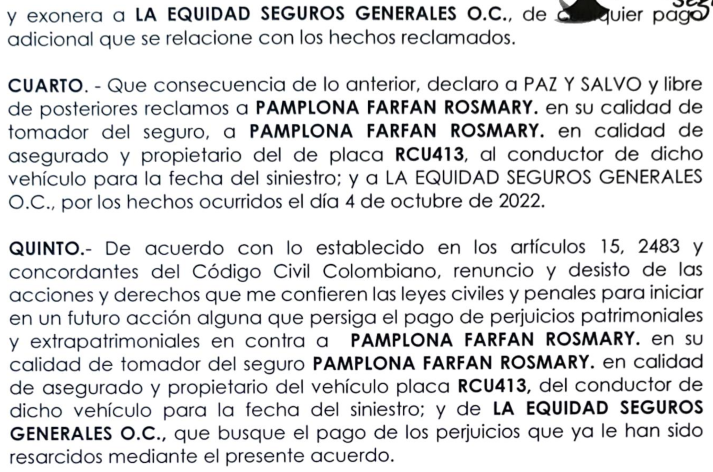 y exonera a LA EQUIDAD SEGUROS GENERALES O.C., de pago
adicional que se relacione con los hechos reclamados.
CUARTO. - Que consecuencia de lo anterior, declaro a PAZ Y SALVO y libre
de posteriores reclamos a PAMPLONA FARFAN ROSMARY. en su calidad de
tomador del seguro, a PAMPLONA FARFAN ROSMARY. en calidad de
asegurado y propietario del de placa RCU413, al conductor de dicho
vehículo para la fecha del siniestro; y a LA EQUIDAD SEGUROS GENERALES
O.C., por los hechos ocurridos el día 4 de octubre de 2022.
QUINTO.- De acuerdo con lo establecido en los artículos 15, 2483 y
concordantes del Código Civil Colombiano, renuncio y desisto de las
acciones y derechos que me confieren las leyes civiles y penales para iniciar
en un futuro acción alguna que persiga el pago de perjuicios patrimoniales
y extrapatrimoniales en contra a PAMPLONA FARFAN ROSMARY. en su
calidad de tomador del seguro PAMPLONA FARFAN ROSMARY. en calidad
de asegurado y propietario del vehículo placa RCU413, del conductor de
dicho vehículo para la fecha del siniestro; y de LA EQUIDAD SEGUROS
GENERALES O.C., que busque el pago de los perjuicios que ya le han sido
resarcidos mediante el presente acuerdo.